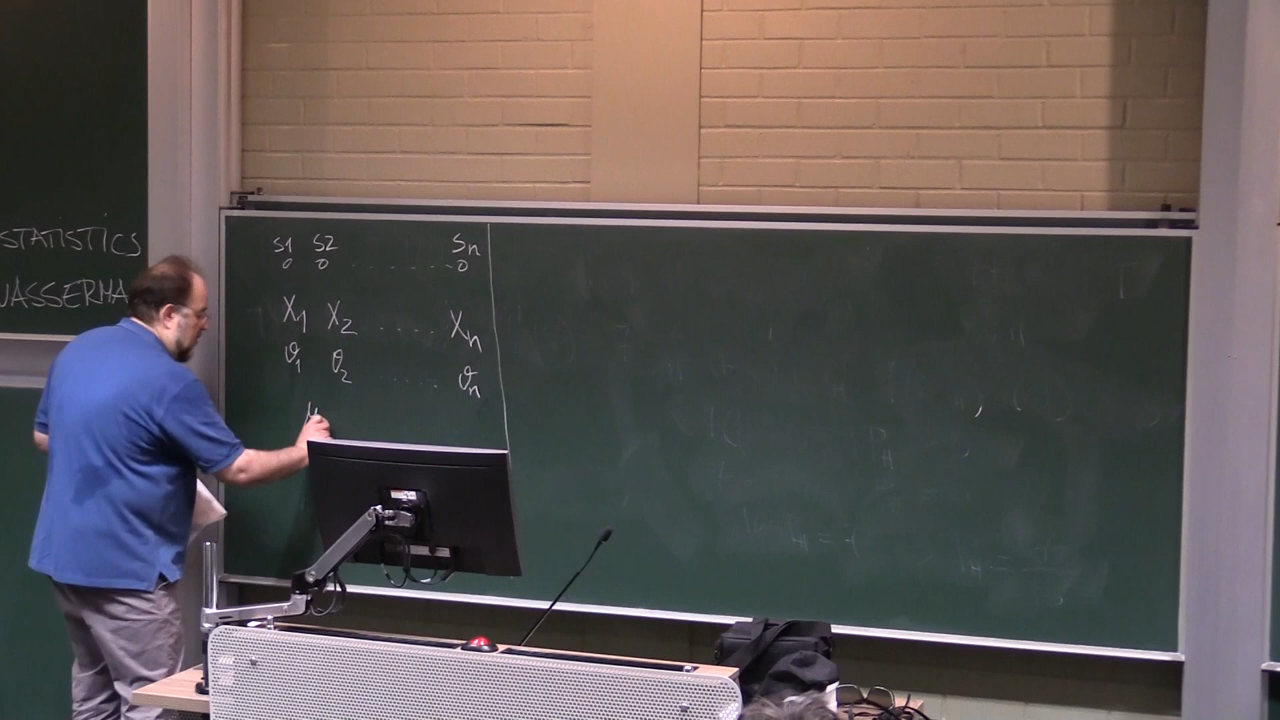 STATISTICS
WASSERMA
S1 S2 Sn
o o . . . . . . . o
X1 X2 . . . . . Xn
ϑ1 θ2 . . . . . ϑn